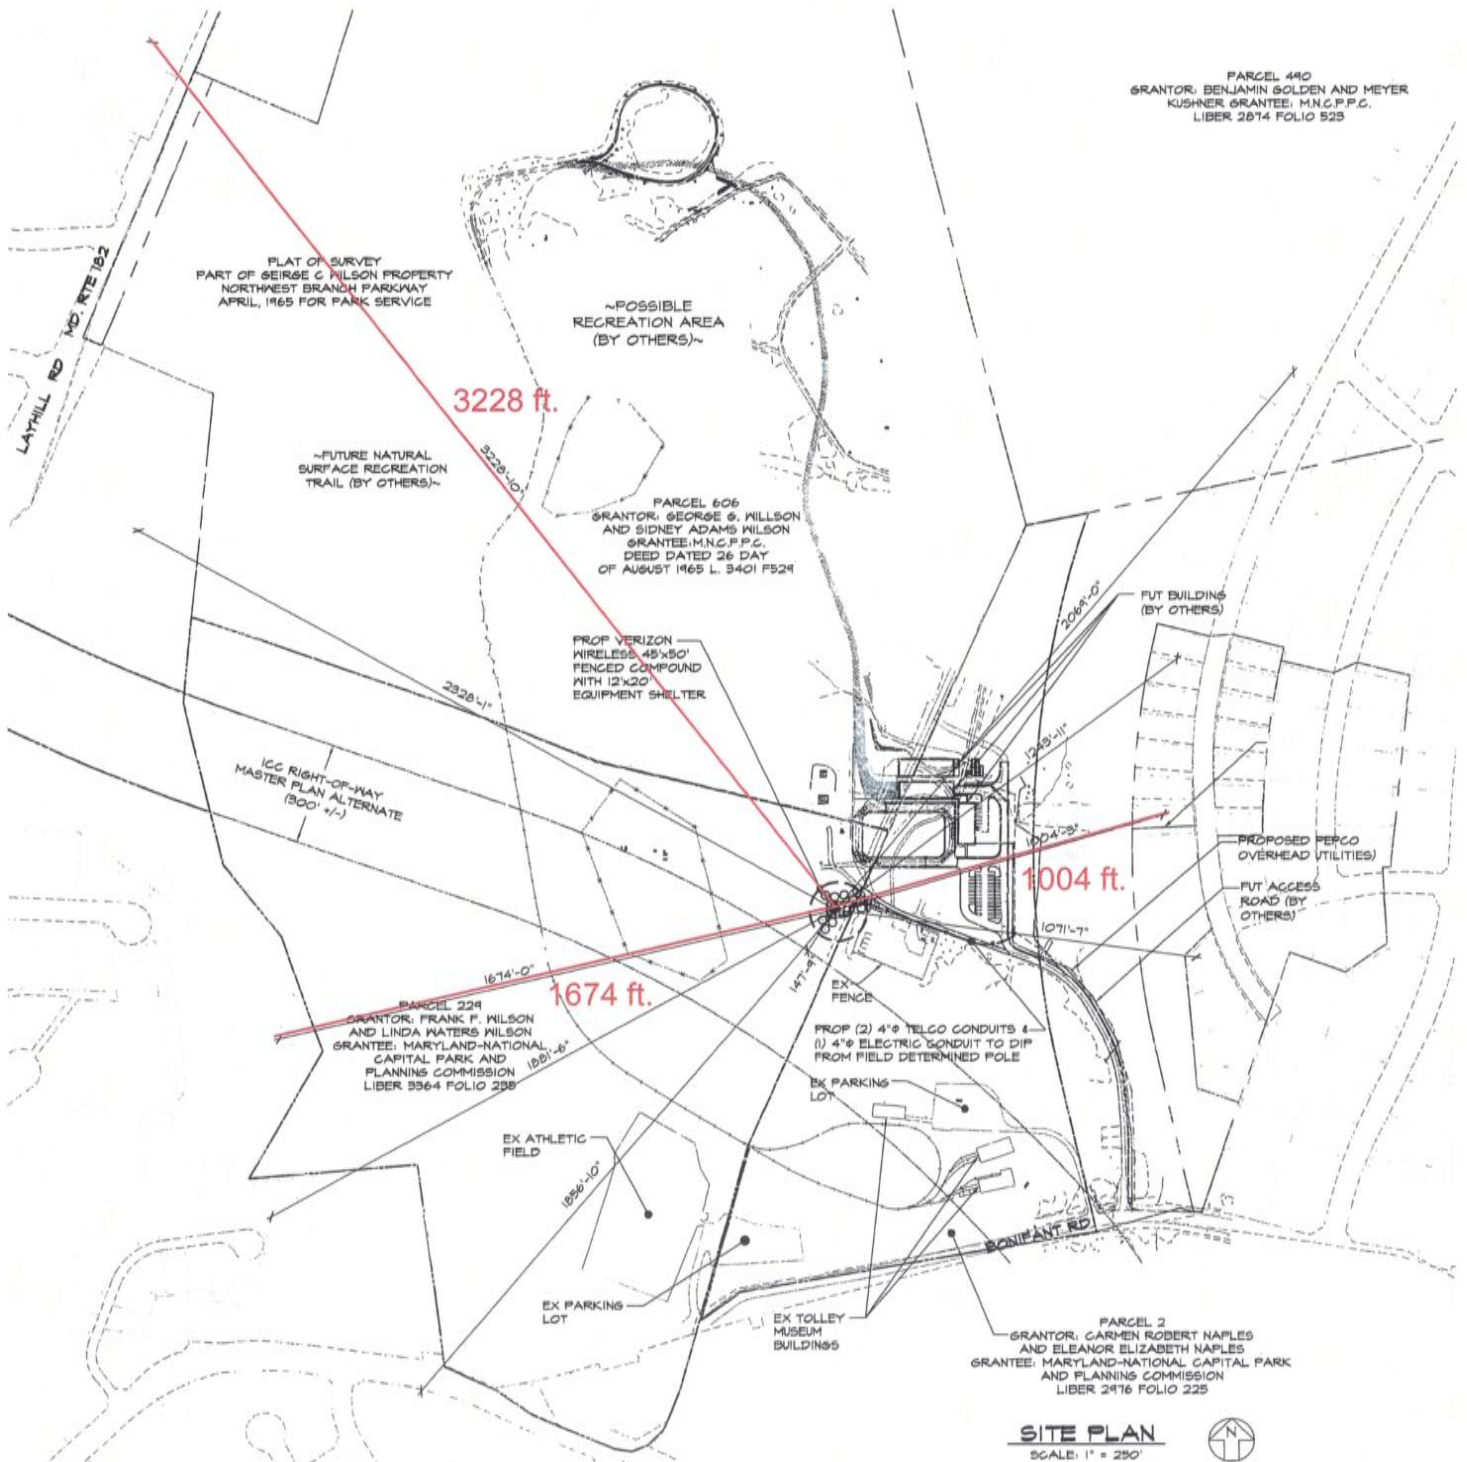 PARCEL 440
GRANTOR: BENJAMIN GOLDEN AND MEYER
KUSHNER GRANTEE: M.N.C.P.P.C.
LIBER 2874 FOLIO 523
LAYHILL RD MD. RTE 182
PLAT OF SURVEY
PART OF GEIRGE C WILSON PROPERTY
NORTHWEST BRANCH PARKWAY
APRIL, 1965 FOR PARK SERVICE
~POSSIBLE
RECREATION AREA
(BY OTHERS)~
3228 ft.
3228'-10"
~FUTURE NATURAL
SURFACE RECREATION
TRAIL (BY OTHERS)~
PARCEL 606
GRANTOR: GEORGE G. WILLSON
AND SIDNEY ADAMS WILSON
GRANTEE: M.N.C.P.P.C.
DEED DATED 26 DAY
OF AUGUST 1965 L. 3401 F529
FUT BUILDING
(BY OTHERS)
2069'-0"
PROP VERIZON
WIRELESS 45'x50'
FENCED COMPOUND
WITH 12'x20'
EQUIPMENT SHELTER
2328'-1"
1243'-11"
ICC RIGHT-OF-WAY
MASTER PLAN ALTERNATE
(300' +/-)
1004'-3"
1004 ft.
PROPOSED PEPCO
OVERHEAD UTILITIES)
FUT ACCESS
ROAD (BY
OTHERS)
1071'-7"
1674'-0"
1674 ft.
147'-9"
EX
FENCE
PARCEL 229
GRANTOR: FRANK F. WILSON
AND LINDA WATERS WILSON
GRANTEE: MARYLAND-NATIONAL
CAPITAL PARK AND
PLANNING COMMISSION
LIBER 3364 FOLIO 238
1881'-6"
PROP (2) 4"φ TELCO CONDUITS &
(1) 4"φ ELECTRIC CONDUIT TO DIP
FROM FIELD DETERMINED POLE
EX PARKING
LOT
EX ATHLETIC
FIELD
1856'-10"
BONIFANT RD
EX PARKING
LOT
EX TOLLEY
MUSEUM
BUILDINGS
PARCEL 2
GRANTOR: CARMEN ROBERT NAPLES
AND ELEANOR ELIZABETH NAPLES
GRANTEE: MARYLAND-NATIONAL CAPITAL PARK
AND PLANNING COMMISSION
LIBER 2976 FOLIO 225
SITE PLAN
SCALE: 1" = 250'
N